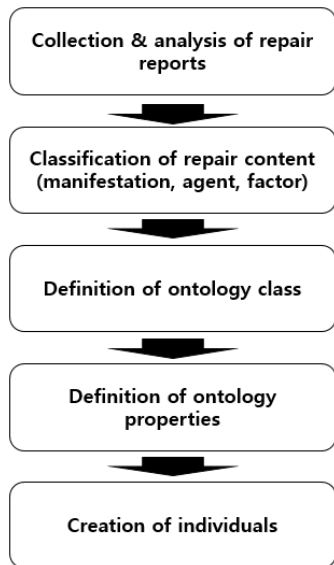 Collection & analysis of repair
reports
Classification of repair content
(manifestation, agent, factor)
Definition of ontology class
Definition of ontology
properties
Creation of individuals